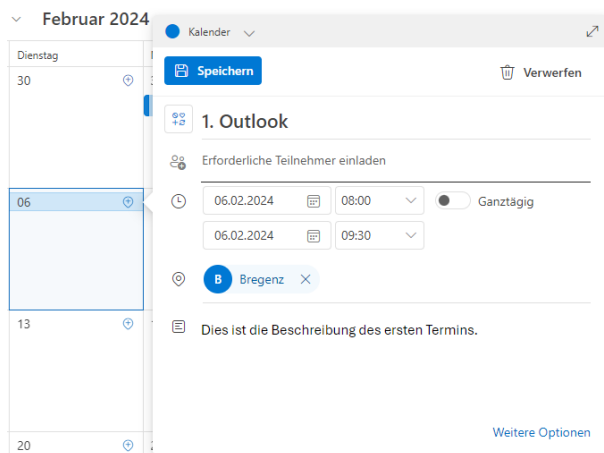 Februar 2024
Kalender
Dienstag
Speichern
Verwerfen
30
1. Outlook
Erforderliche Teilnehmer einladen
06
06.02.2024 08:00 Ganztägig
06.02.2024 09:30
B Bregenz
13
Dies ist die Beschreibung des ersten Termins.
Weitere Optionen
20